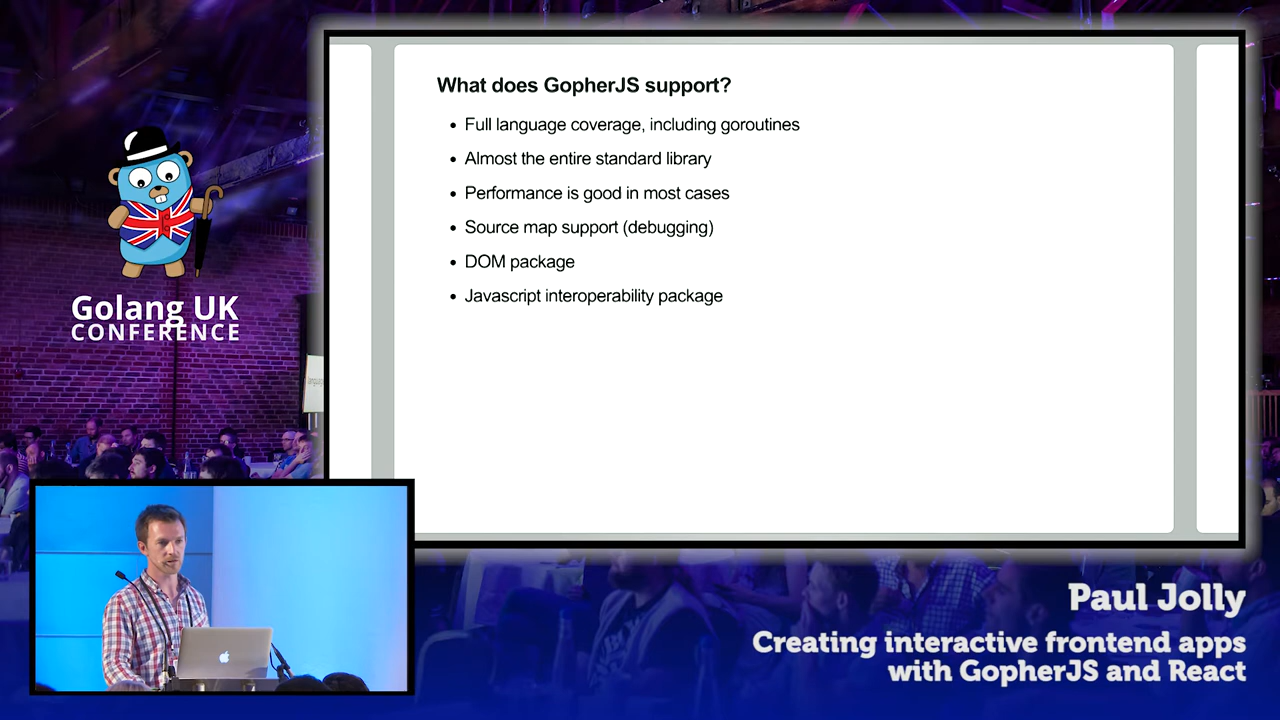 What does GopherJS support?
• Full language coverage, including goroutines
• Almost the entire standard library
• Performance is good in most cases
• Source map support (debugging)
• DOM package
• Javascript interoperability package
Golang UK
CONFERENCE
Paul Jolly
Creating interactive frontend apps
with GopherJS and React